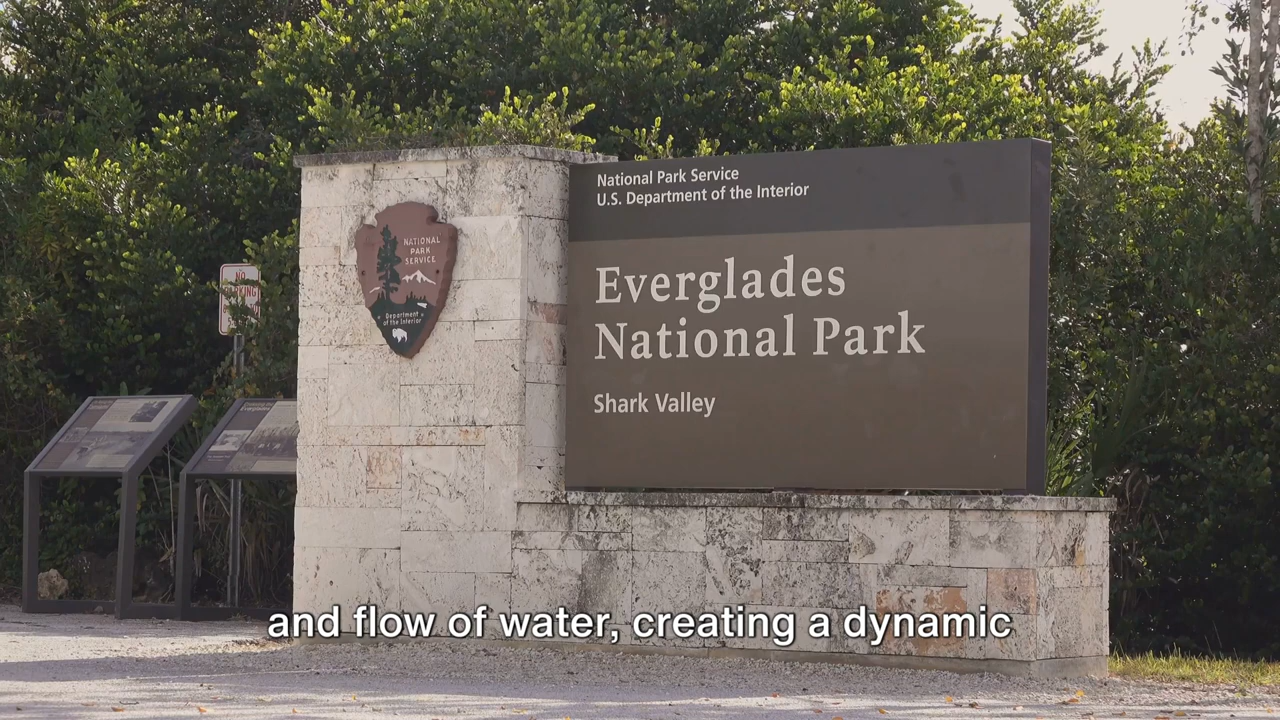 National Park Service
U.S. Department of the Interior
NATIONAL
PARK
SERVICE
Department
of the Interior
Everglades
National Park
Shark Valley
NO
PARKING
and flow of water, creating a dynamic